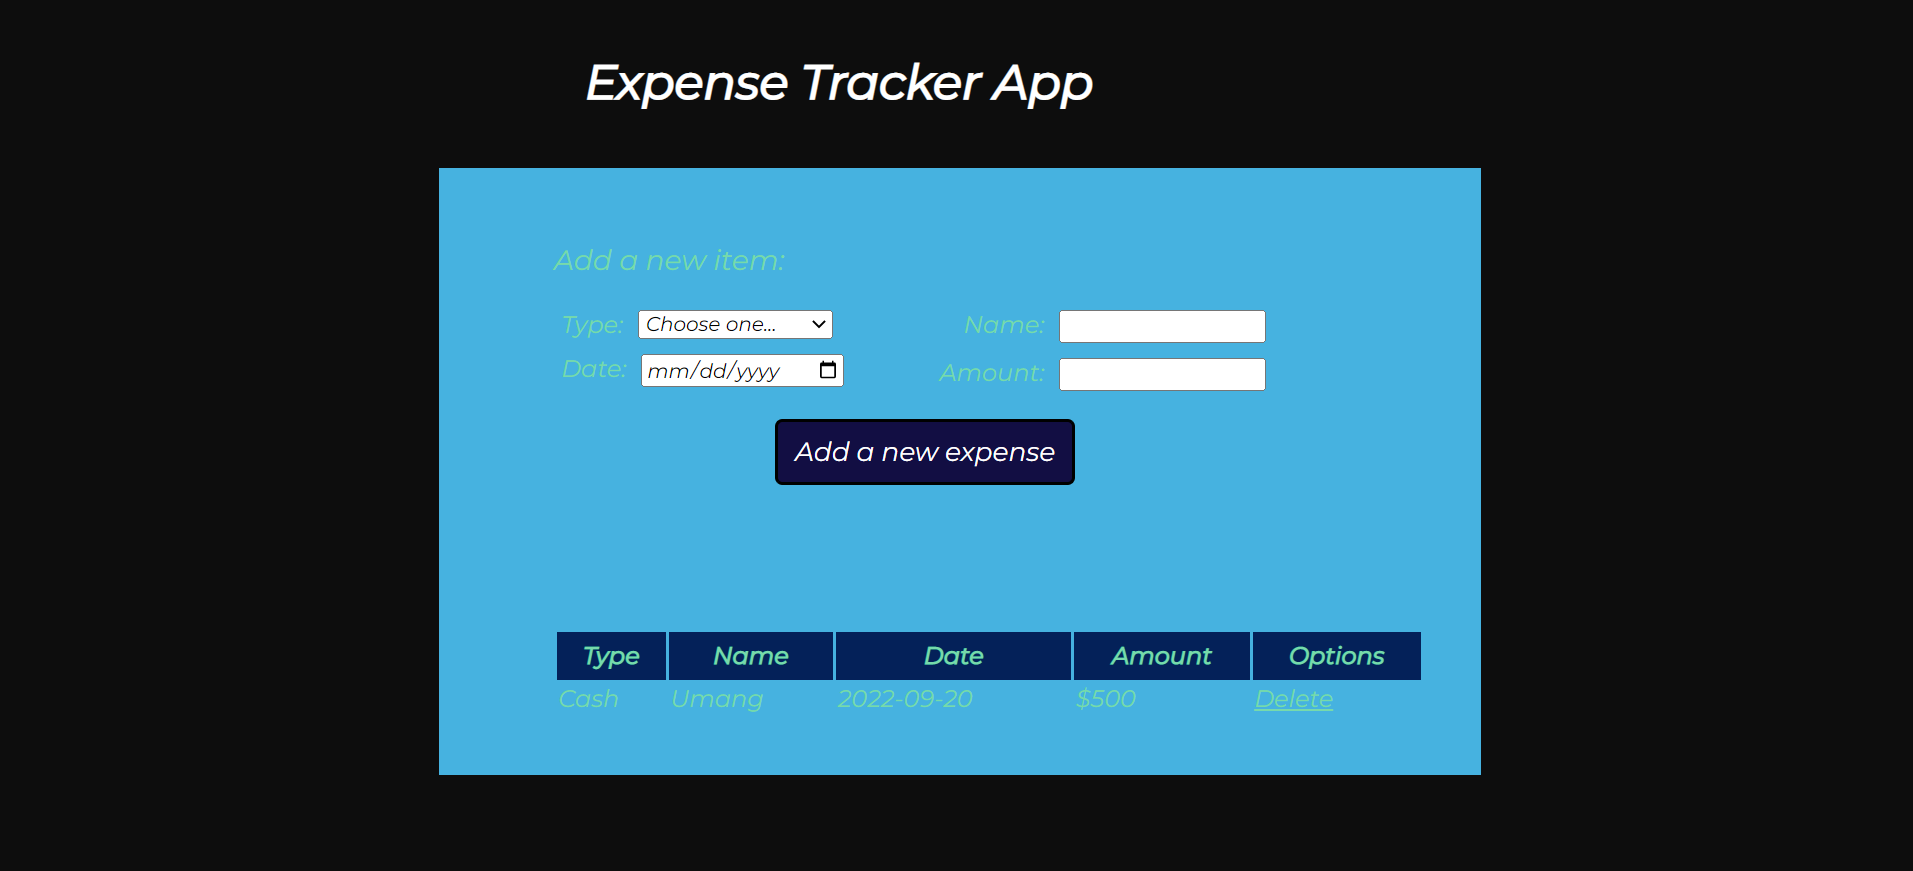 Expense Tracker App
Add a new item:
Type: Choose one... Name:
Date: mm/dd/yyyy Amount:
Add a new expense
Type Name Date Amount Options
Cash Umang 2022-09-20 $500 Delete